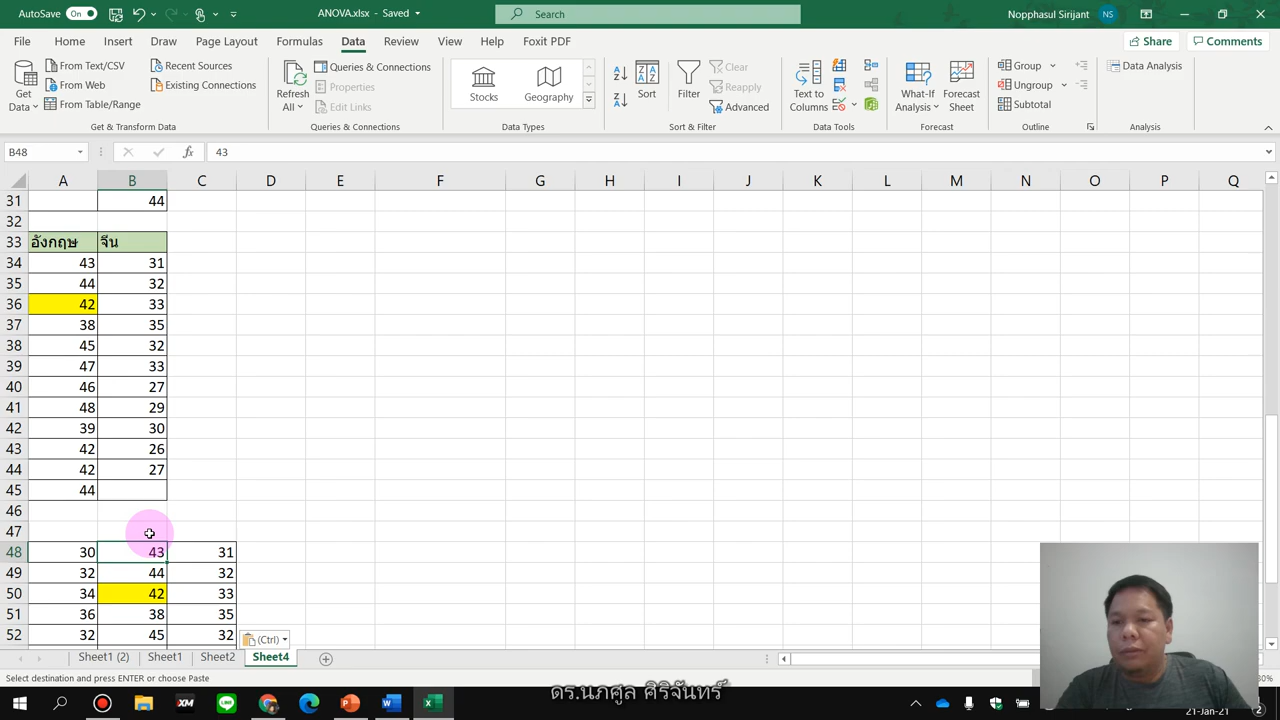 AutoSave On ANOVA.xlsx - Saved Search Nopphasul Sirijant NS
File Home Insert Draw Page Layout Formulas Data Review View Help Foxit PDF Share Comments
Get Data
From Text/CSV
From Web
From Table/Range
Recent Sources
Existing Connections
Get & Transform Data
Refresh All
Queries & Connections
Properties
Edit Links
Queries & Connections
Stocks
Geography
Data Types
Sort
Filter
Clear
Reapply
Advanced
Sort & Filter
Text to Columns
Data Tools
What-If Analysis
Forecast Sheet
Forecast
Group
Ungroup
Subtotal
Outline
Data Analysis
Analysis
B48 fx 43
A B C D E F G H I J K L M N O P Q
31 44
32
33 อังกฤษ จีน
34 43 31
35 44 32
36 42 33
37 38 35
38 45 32
39 47 33
40 46 27
41 48 29
42 39 30
43 42 26
44 42 27
45 44
46
47
48 30 43 31
49 32 44 32
50 34 42 33
51 36 38 35
52 32 45 32
(Ctrl)
Sheet1 (2) Sheet1 Sheet2 Sheet4
Select destination and press ENTER or choose Paste
ดร.นภศูล ศิริจันทร์
21-Jan-21